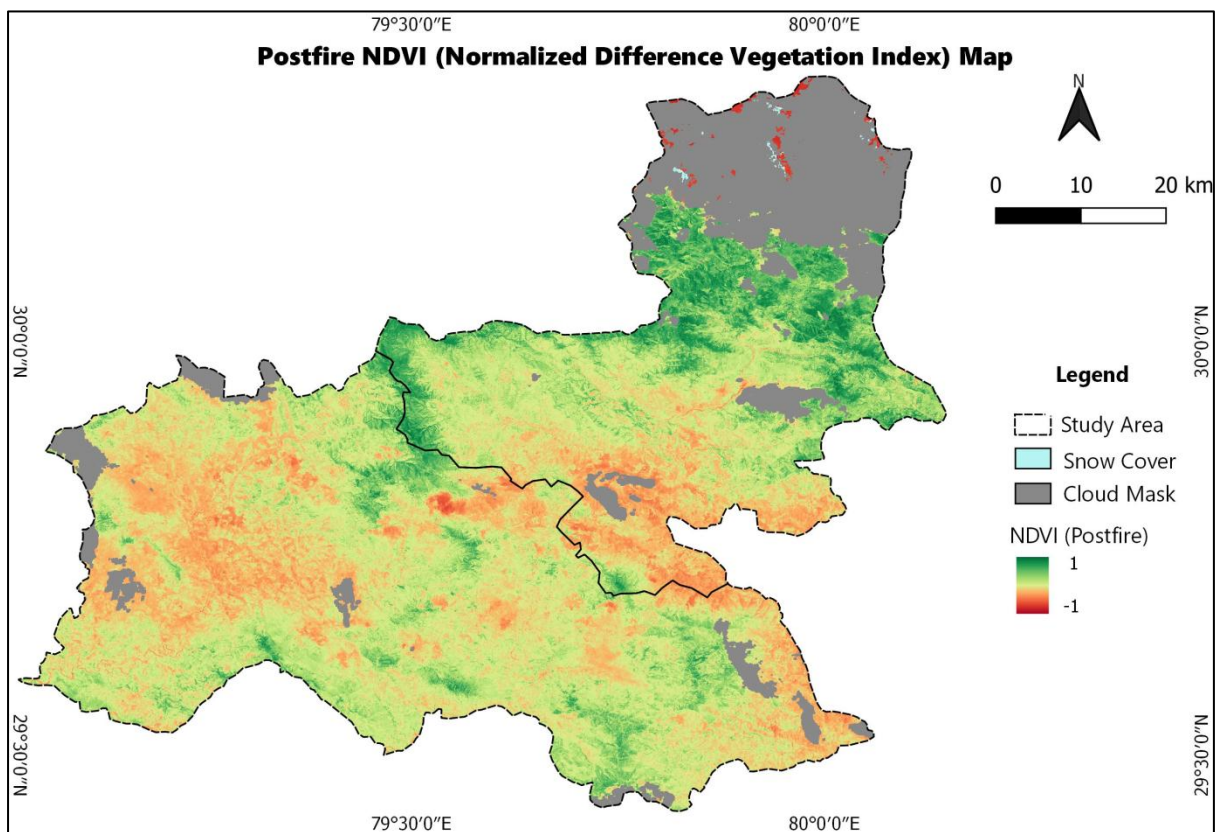 79°30′0″E 80°0′0″E
Postfire NDVI (Normalized Difference Vegetation Index) Map
N
0 10 20 km
30°0′0″N
30°0′0″N
Legend
Study Area
Snow Cover
Cloud Mask
NDVI (Postfire)
1
-1
29°30′0″N
29°30′0″N
79°30′0″E 80°0′0″E